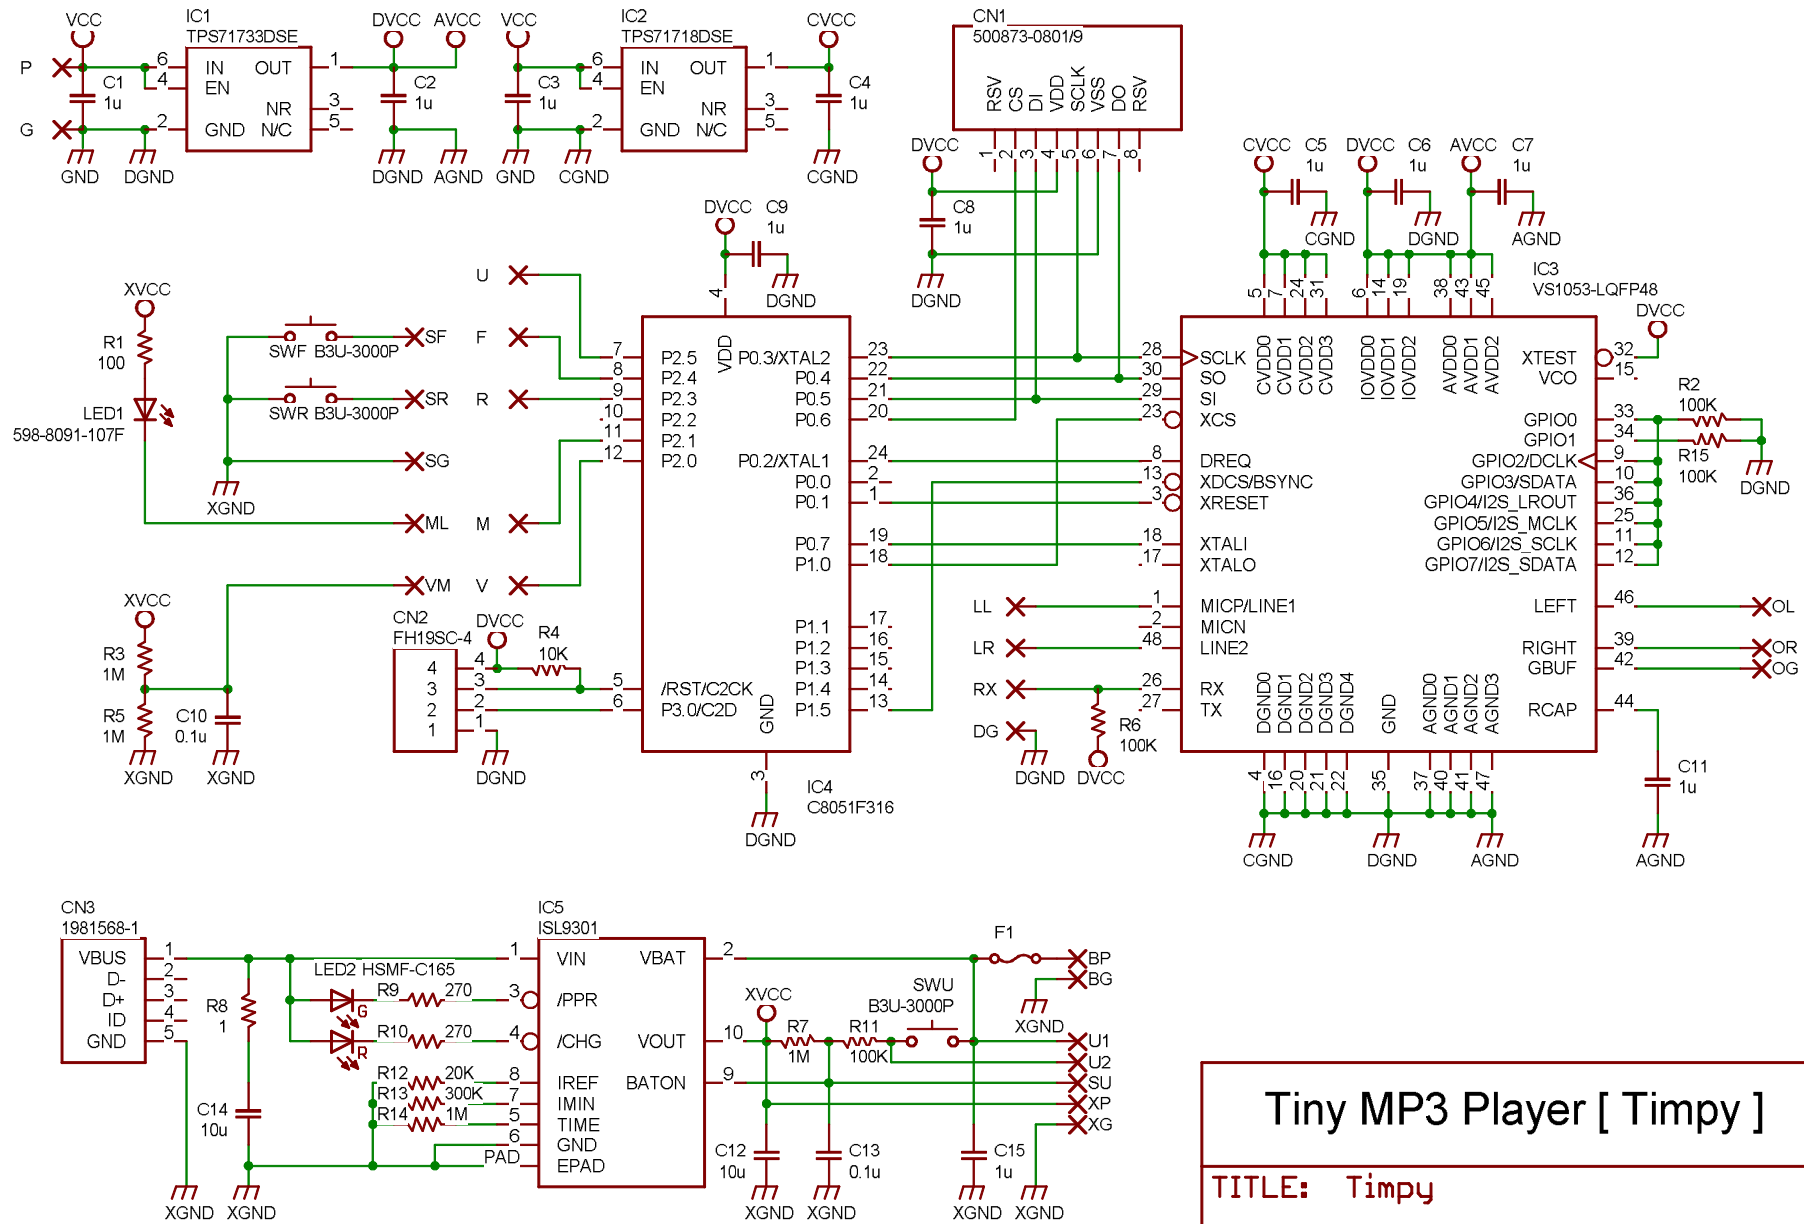 VCC
IC1
TPS71733DSE
DVCC AVCC
P
6 IN OUT 1
4 EN
C1
1u
C2
1u
NR 3
G
2 GND N/C 5
GND DGND
DGND AGND
VCC
IC2
TPS71718DSE
CVCC
6 IN OUT 1
4 EN
C3
1u
C4
1u
NR 3
2 GND N/C 5
GND CGND
CGND
CN1
500873-0801/9
RSV CS DI VDD SCLK VSS DO RSV
1 2 3 4 5 6 7 8
DVCC
C8
1u
DGND
CVCC C5
1u
CGND
DVCC C6
1u
DGND
AVCC C7
1u
AGND
DVCC C9
1u
DGND
XVCC
R1
100
LED1
598-8091-107F
SWF B3U-3000P
SF
SWR B3U-3000P
SR
SG
XGND
ML
VM
XVCC
R3
1M
R5
1M
C10
0.1u
XGND XGND
U
F
R
M
V
CN2
FH19SC-4
DVCC
R4
10K
4 4
3 3
2 2
1 1
DGND
4
VDD
7 P2.5
8 P2.4
9 P2.3
10 P2.2
11 P2.1
12 P2.0
5 /RST/C2CK
6 P3.0/C2D
P0.3/XTAL2 23
P0.4 22
P0.5 21
P0.6 20
P0.2/XTAL1 24
P0.0 2
P0.1 1
P0.7 19
P1.0 18
P1.1 17
P1.2 16
P1.3 15
P1.4 14
P1.5 13
GND
3
DGND
IC4
C8051F316
IC3
VS1053-LQFP48
5 7 24 31 6 14 19 38 43 45
CVDD0 CVDD1 CVDD2 CVDD3 IOVDD0 IOVDD1 IOVDD2 AVDD0 AVDD1 AVDD2
28 SCLK
30 SO
29 SI
23 XCS
8 DREQ
13 XDCS/BSYNC
3 XRESET
18 XTALI
17 XTALO
LL 1 MICP/LINE1
2 MICN
LR 48 LINE2
RX 26 RX
27 TX
DG
DGND
R6
100K
DVCC
DVCC
XTEST 32
VCO 15
GPIO0 33
GPIO1 34
GPIO2/DCLK 9
GPIO3/SDATA 10
GPIO4/I2S_LROUT 36
GPIO5/I2S_MCLK 25
GPIO6/I2S_SCLK 11
GPIO7/I2S_SDATA 12
R2
100K
R15
100K
DGND
LEFT 46 OL
RIGHT 39 OR
GBUF 42 OG
RCAP 44
C11
1u
AGND
DGND0 DGND1 DGND2 DGND3 DGND4 GND AGND0 AGND1 AGND2 AGND3
4 16 20 21 22 35 37 40 41 47
CGND DGND AGND
CN3
1981568-1
VBUS 1
D- 2
D+ 3
ID 4
GND 5
XGND
R8
1
C14
10u
XGND
LED2 HSMF-C165
G R9 270
R R10 270
R12 20K
R13 300K
R14 1M
IC5
ISL9301
1 VIN
3 /PPR
4 /CHG
8 IREF
7 IMIN
5 TIME
6 GND
PAD EPAD
VBAT 2
VOUT 10
BATON 9
F1
BP
BG
XGND
XVCC
R7
1M
R11
100K
SWU
B3U-3000P
U1
U2
SU
XP
XG
C12
10u
C13
0.1u
C15
1u
XGND XGND XGND XGND
Tiny MP3 Player [ Timpy ]
TITLE: Timpy